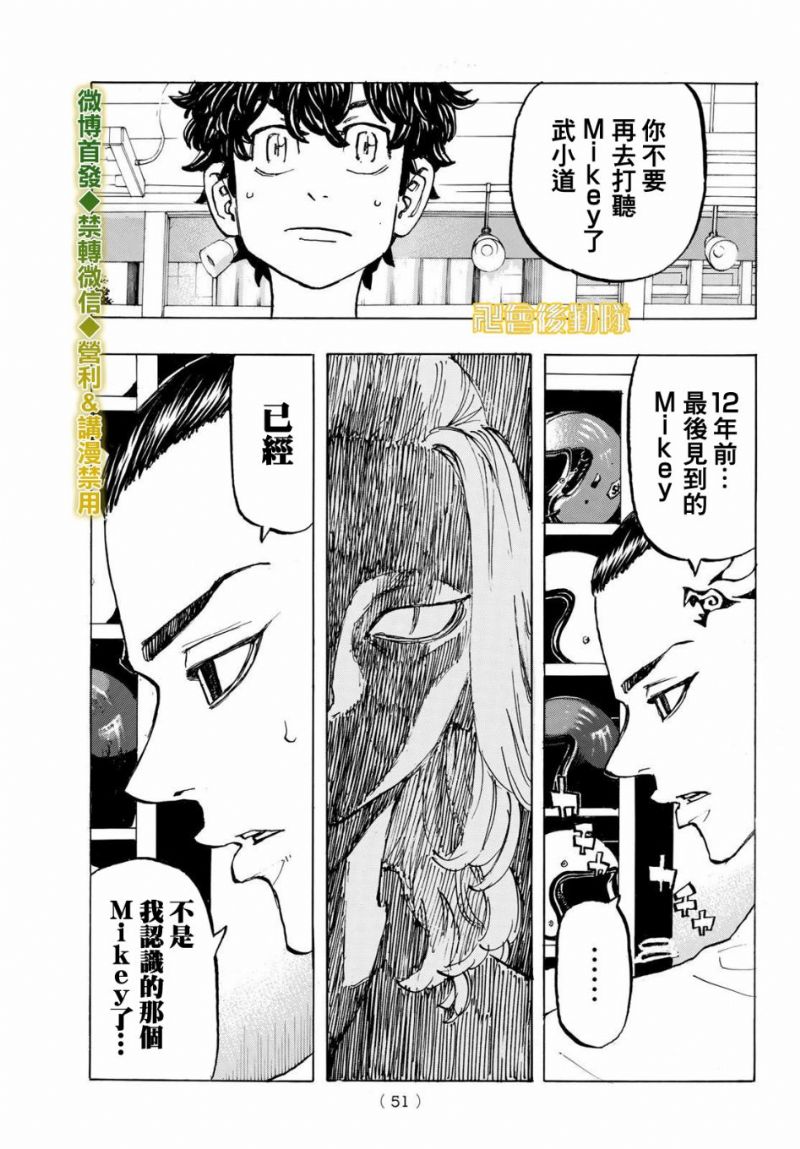 你不要
再去打聽
Mikey了
武小道
卍會後勤隊
12年前…
最後見到的
Mikey
……
已經
不是
我認識的那個
Mikey了…
微博首發◆禁轉微信◆營利&講漫禁用
(51)